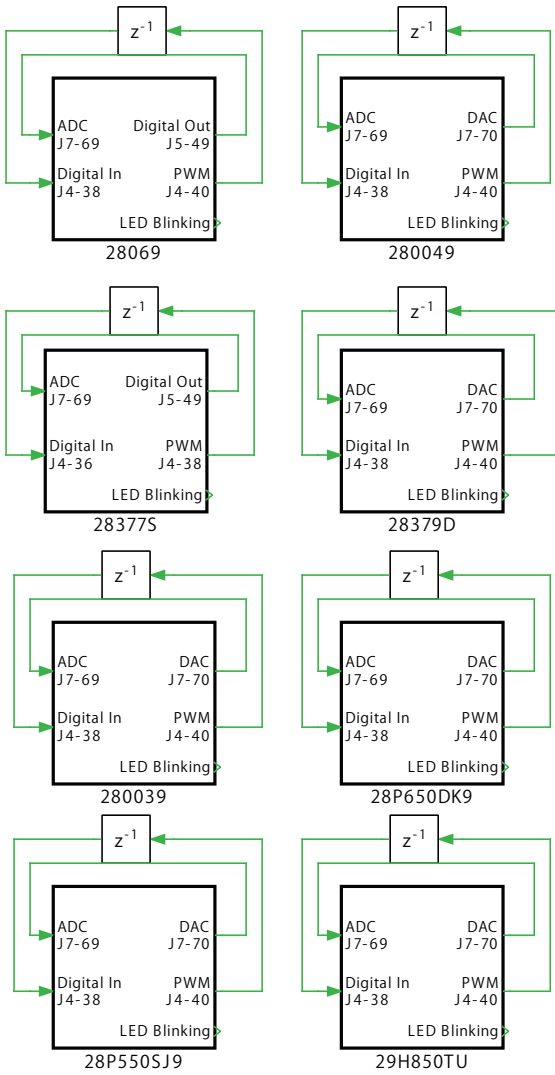 z⁻¹
ADC Digital Out
J7-69 J5-49
Digital In PWM
J4-38 J4-40
LED Blinking
28069
z⁻¹
ADC DAC
J7-69 J7-70
Digital In PWM
J4-38 J4-40
LED Blinking
280049
z⁻¹
ADC Digital Out
J7-69 J5-49
Digital In PWM
J4-36 J4-38
LED Blinking
28377S
z⁻¹
ADC DAC
J7-69 J7-70
Digital In PWM
J4-38 J4-40
LED Blinking
28379D
z⁻¹
ADC DAC
J7-69 J7-70
Digital In PWM
J4-38 J4-40
LED Blinking
280039
z⁻¹
ADC DAC
J7-69 J7-70
Digital In PWM
J4-38 J4-40
LED Blinking
28P650DK9
z⁻¹
ADC DAC
J7-69 J7-70
Digital In PWM
J4-38 J4-40
LED Blinking
28P550SJ9
z⁻¹
ADC DAC
J7-69 J7-70
Digital In PWM
J4-38 J4-40
LED Blinking
29H850TU